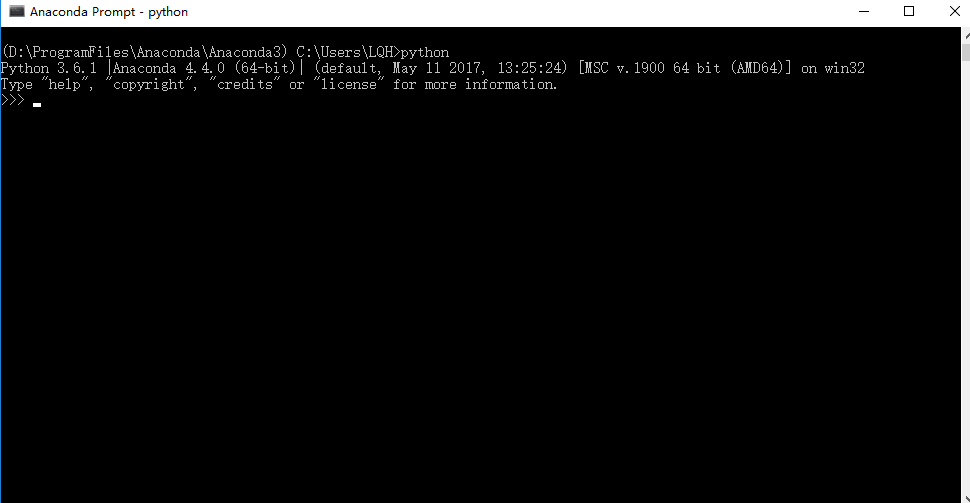 Anaconda Prompt - python
(D:\ProgramFiles\Anaconda\Anaconda3) C:\Users\LQH>python
Python 3.6.1 |Anaconda 4.4.0 (64-bit)| (default, May 11 2017, 13:25:24) [MSC v.1900 64 bit (AMD64)] on win32
Type "help", "copyright", "credits" or "license" for more information.
>>>